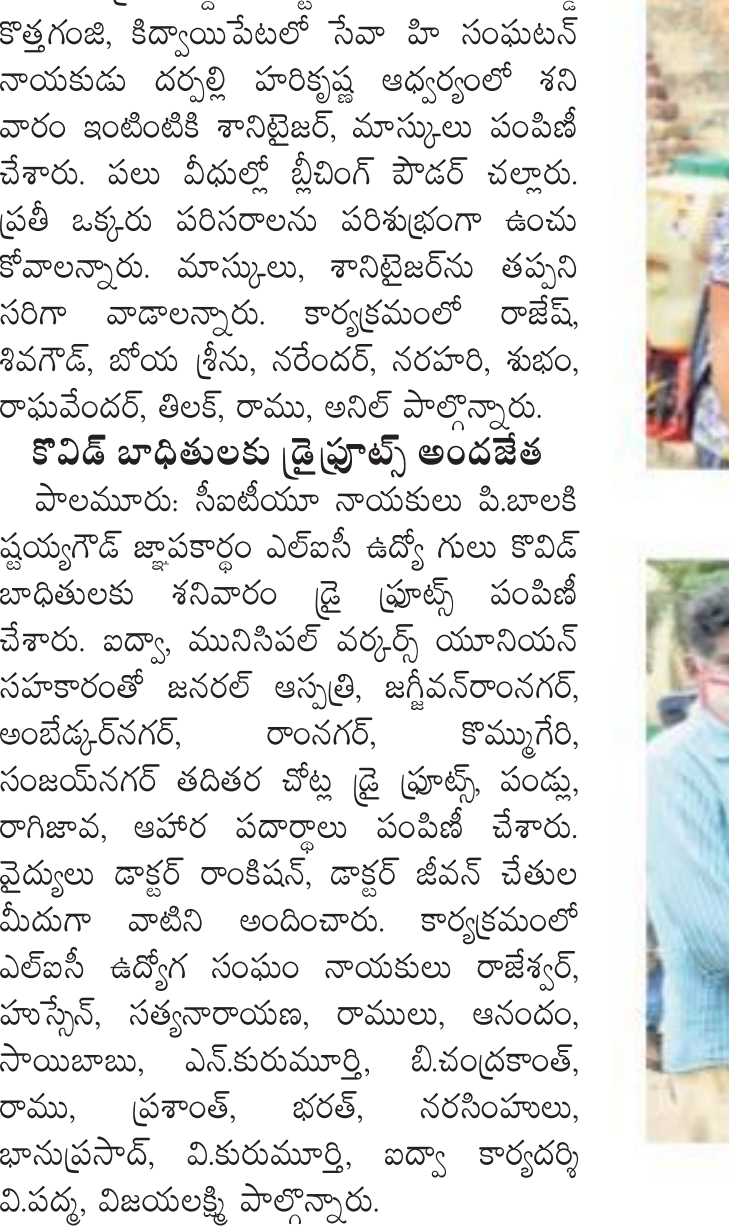 కొత్తగంజి, కిద్వాయిపేటలో సేవా హి సంఘటన్
నాయకుడు దర్పల్లి హరికృష్ణ ఆధ్వర్యంలో శని
వారం ఇంటింటికి శానిటైజర్, మాస్కులు పంపిణీ
చేశారు. పలు వీధుల్లో బ్లీచింగ్ పౌడర్ చల్లారు.
ప్రతీ ఒక్కరు పరిసరాలను పరిశుభ్రంగా ఉంచు
కోవాలన్నారు. మాస్కులు, శానిటైజర్‌ను తప్పని
సరిగా వాడాలన్నారు. కార్యక్రమంలో రాజేష్,
శివగౌడ్, బోయ శ్రీను, నరేందర్, నరహరి, శుభం,
రాఘవేందర్, తిలక్, రాము, అనిల్ పాల్గొన్నారు.
కొవిడ్ బాధితులకు డ్రైఫ్రూట్స్ అందజేత
పాలమూరు: సీఐటీయూ నాయకులు పి.బాలకి
ష్టయ్యగౌడ్ జ్ఞాపకార్థం ఎల్ఐసీ ఉద్యో గులు కొవిడ్
బాధితులకు శనివారం డ్రై ఫ్రూట్స్ పంపిణీ
చేశారు. ఐద్వా, మునిసిపల్ వర్కర్స్ యూనియన్
సహకారంతో జనరల్ ఆస్పత్రి, జగ్జీవన్‌రాంనగర్,
అంబేడ్కర్‌నగర్, రాంనగర్, కొమ్ముగేరి,
సంజయ్‌నగర్ తదితర చోట్ల డ్రై ఫ్రూట్స్, పండ్లు,
రాగిజావ, ఆహార పదార్థాలు పంపిణీ చేశారు.
వైద్యులు డాక్టర్ రాంకిషన్, డాక్టర్ జీవన్ చేతుల
మీదుగా వాటిని అందించారు. కార్యక్రమంలో
ఎల్ఐసీ ఉద్యోగ సంఘం నాయకులు రాజేశ్వర్,
హుస్సేన్, సత్యనారాయణ, రాములు, ఆనందం,
సాయిబాబు, ఎన్.కురుమూర్తి, బి.చంద్రకాంత్,
రాము, ప్రశాంత్, భరత్, నరసింహులు,
భానుప్రసాద్, వి.కురుమూర్తి, ఐద్వా కార్యదర్శి
వి.పద్మ, విజయలక్ష్మి పాల్గొన్నారు.